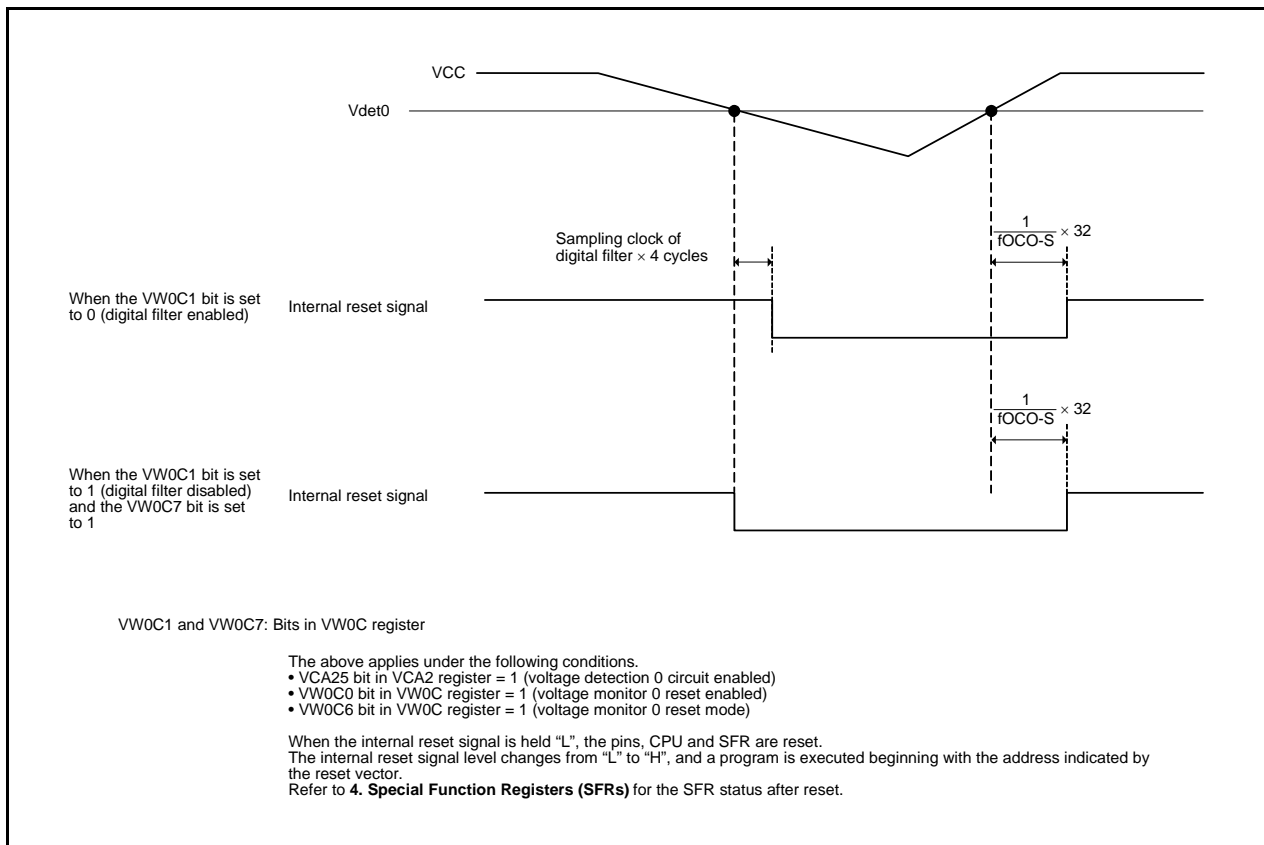 VCC
Vdet0
Sampling clock of
digital filter × 4 cycles
1
fOCO-S × 32
When the VW0C1 bit is set
to 0 (digital filter enabled)
Internal reset signal
1
fOCO-S × 32
When the VW0C1 bit is set
to 1 (digital filter disabled)
and the VW0C7 bit is set
to 1
Internal reset signal
VW0C1 and VW0C7: Bits in VW0C register
The above applies under the following conditions.
• VCA25 bit in VCA2 register = 1 (voltage detection 0 circuit enabled)
• VW0C0 bit in VW0C register = 1 (voltage monitor 0 reset enabled)
• VW0C6 bit in VW0C register = 1 (voltage monitor 0 reset mode)
When the internal reset signal is held “L”, the pins, CPU and SFR are reset.
The internal reset signal level changes from “L” to “H”, and a program is executed beginning with the address indicated by
the reset vector.
Refer to 4. Special Function Registers (SFRs) for the SFR status after reset.